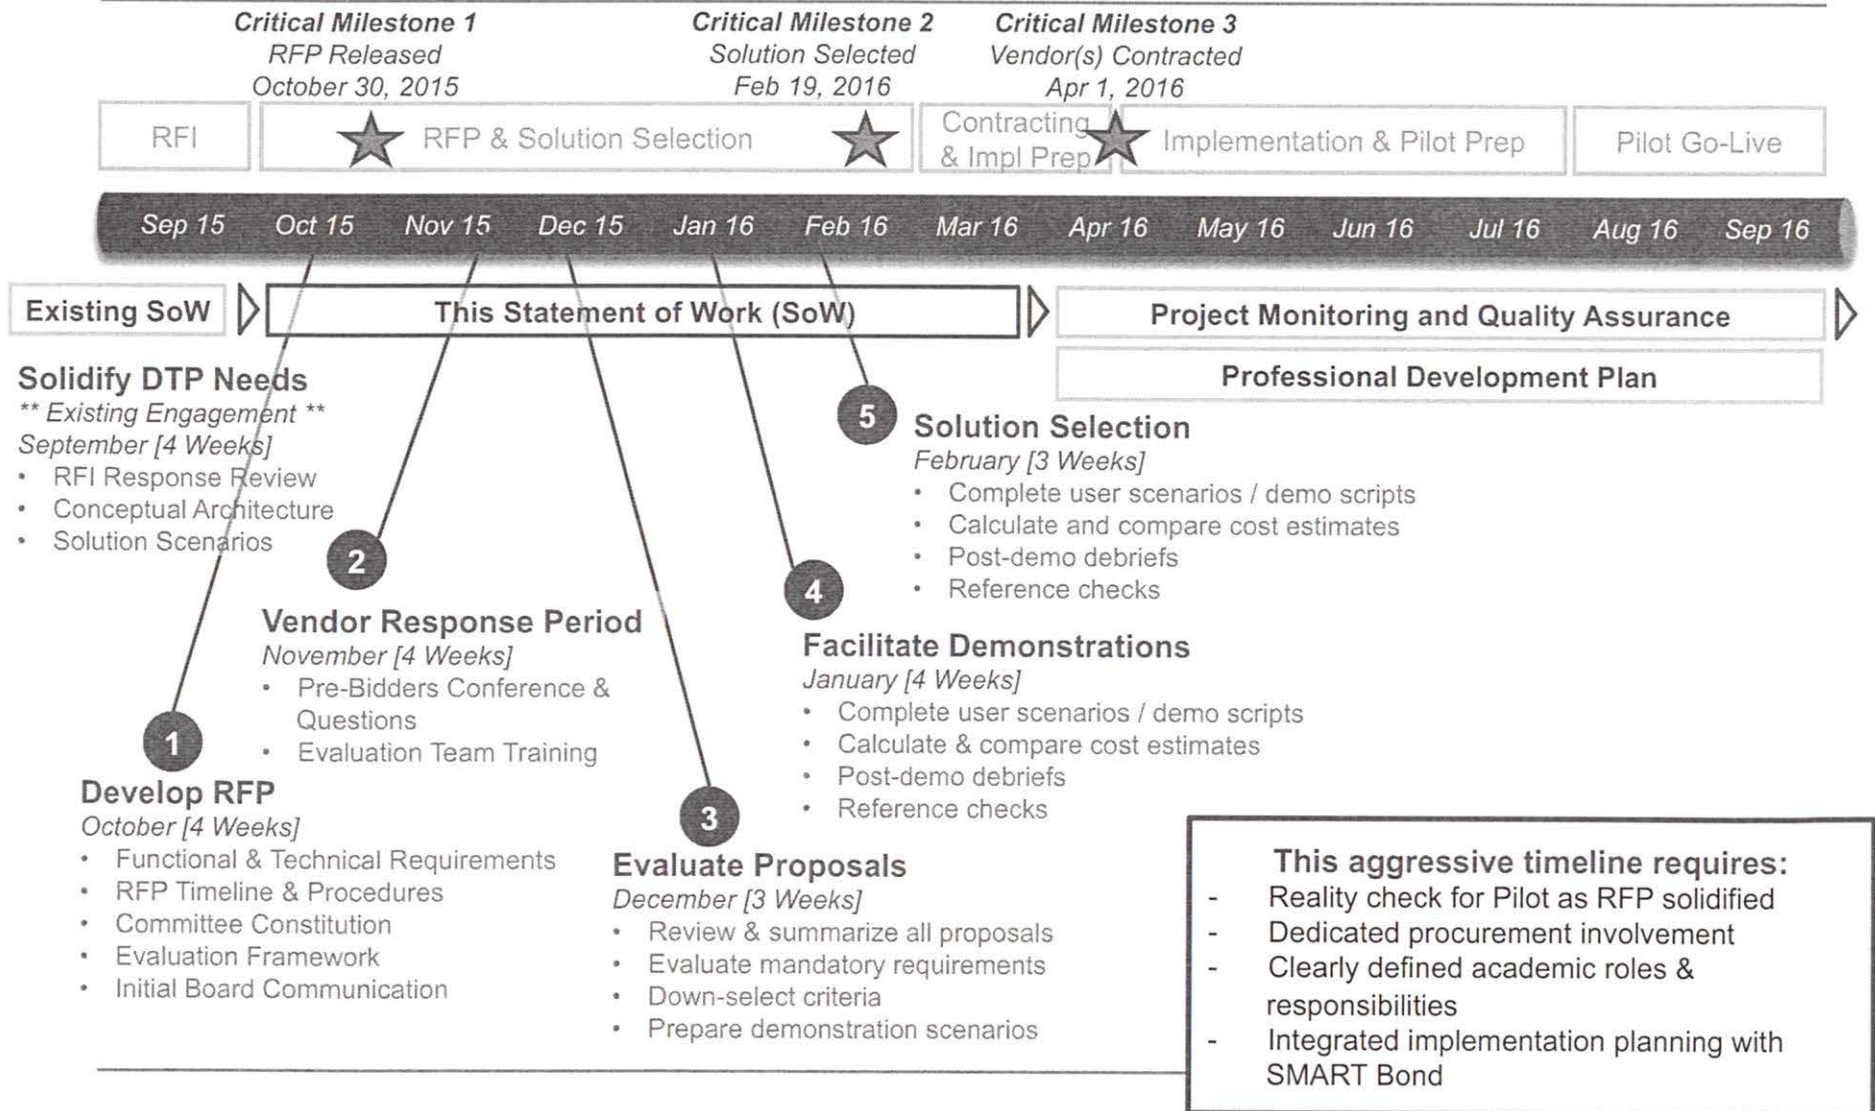 Critical Milestone 1
RFP Released
October 30, 2015
Critical Milestone 2
Solution Selected
Feb 19, 2016
Critical Milestone 3
Vendor(s) Contracted
Apr 1, 2016
RFI
RFP & Solution Selection
Contracting
& Impl Prep
Implementation & Pilot Prep
Pilot Go-Live
Sep 15 Oct 15 Nov 15 Dec 15 Jan 16 Feb 16 Mar 16 Apr 16 May 16 Jun 16 Jul 16 Aug 16 Sep 16
Existing SoW
This Statement of Work (SoW)
Project Monitoring and Quality Assurance
Professional Development Plan
Solidify DTP Needs
** Existing Engagement **
September [4 Weeks]
• RFI Response Review
• Conceptual Architecture
• Solution Scenarios
1
Develop RFP
October [4 Weeks]
• Functional & Technical Requirements
• RFP Timeline & Procedures
• Committee Constitution
• Evaluation Framework
• Initial Board Communication
2
Vendor Response Period
November [4 Weeks]
• Pre-Bidders Conference &
Questions
• Evaluation Team Training
3
Evaluate Proposals
December [3 Weeks]
• Review & summarize all proposals
• Evaluate mandatory requirements
• Down-select criteria
• Prepare demonstration scenarios
4
Facilitate Demonstrations
January [4 Weeks]
• Complete user scenarios / demo scripts
• Calculate & compare cost estimates
• Post-demo debriefs
• Reference checks
5
Solution Selection
February [3 Weeks]
• Complete user scenarios / demo scripts
• Calculate and compare cost estimates
• Post-demo debriefs
• Reference checks
This aggressive timeline requires:
- Reality check for Pilot as RFP solidified
- Dedicated procurement involvement
- Clearly defined academic roles &
responsibilities
- Integrated implementation planning with
SMART Bond